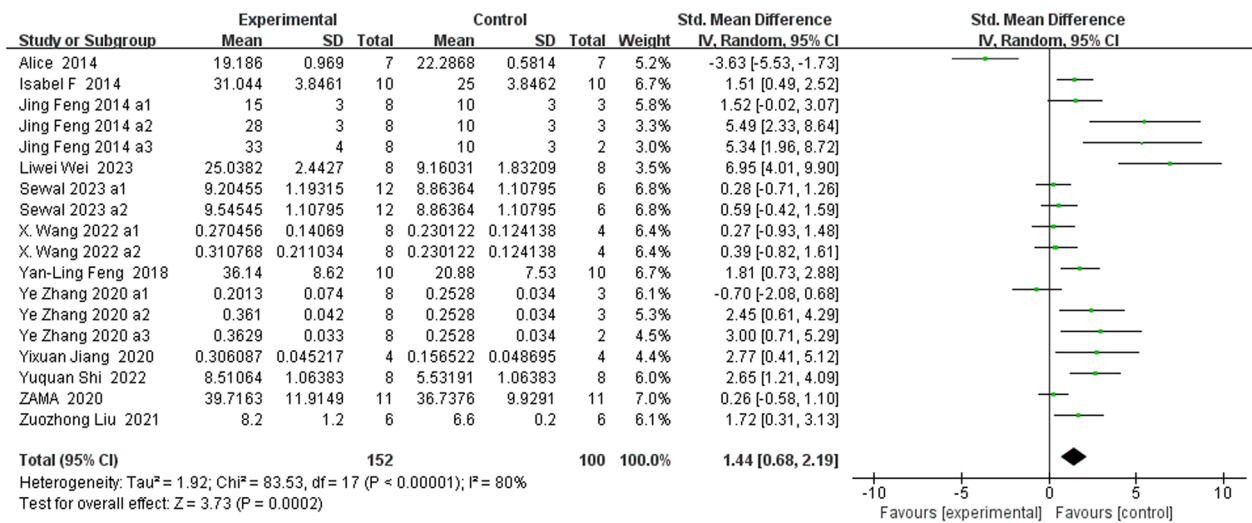 Experimental Control Std. Mean Difference Std. Mean Difference
Study or Subgroup Mean SD Total Mean SD Total Weight IV, Random, 95% CI IV, Random, 95% CI
Alice 2014 19.186 0.969 7 22.2868 0.5814 7 5.2% -3.63 [-5.53, -1.73]
Isabel F 2014 31.044 3.8461 10 25 3.8462 10 6.7% 1.51 [0.49, 2.52]
Jing Feng 2014 a1 15 3 8 10 3 3 5.8% 1.52 [-0.02, 3.07]
Jing Feng 2014 a2 28 3 8 10 3 3 3.3% 5.49 [2.33, 8.64]
Jing Feng 2014 a3 33 4 8 10 3 2 3.0% 5.34 [1.96, 8.72]
Liwei Wei 2023 25.0382 2.4427 8 9.16031 1.83209 8 3.5% 6.95 [4.01, 9.90]
Sewal 2023 a1 9.20455 1.19315 12 8.86364 1.10795 6 6.8% 0.28 [-0.71, 1.26]
Sewal 2023 a2 9.54545 1.10795 12 8.86364 1.10795 6 6.7% 0.59 [-0.42, 1.59]
X. Wang 2022 a1 0.270456 0.14069 8 0.230122 0.124138 4 6.4% 0.27 [-0.93, 1.48]
X. Wang 2022 a2 0.310768 0.211034 8 0.230122 0.124138 4 6.4% 0.39 [-0.82, 1.61]
Yan-Ling Feng 2018 36.14 8.62 10 20.88 7.53 10 6.7% 1.81 [0.73, 2.88]
Ye Zhang 2020 a1 0.2013 0.074 8 0.2528 0.034 3 6.1% -0.70 [-2.08, 0.68]
Ye Zhang 2020 a2 0.361 0.042 8 0.2528 0.034 3 5.3% 2.45 [0.61, 4.29]
Ye Zhang 2020 a3 0.3629 0.033 8 0.2528 0.034 2 4.5% 3.00 [0.71, 5.29]
Yixuan Jiang 2020 0.306087 0.045217 4 0.156522 0.048695 4 4.4% 2.77 [0.41, 5.12]
Yuquan Shi 2022 8.51064 1.06383 8 5.53191 1.06383 8 6.0% 2.65 [1.21, 4.09]
ZAMA 2020 39.7163 11.9149 11 36.7376 9.9291 11 7.0% 0.26 [-0.58, 1.10]
Zuozhong Liu 2021 8.2 1.2 6 6.6 0.2 6 6.1% 1.72 [0.31, 3.13]
Total (95% CI) 152 100 100.0% 1.44 [0.68, 2.19]
Heterogeneity: Tau² = 1.92; Chi² = 83.53, df = 17 (P < 0.00001); I² = 80%
Test for overall effect: Z = 3.73 (P = 0.0002)
-10 -5 0 5 10
Favours [experimental] Favours [control]